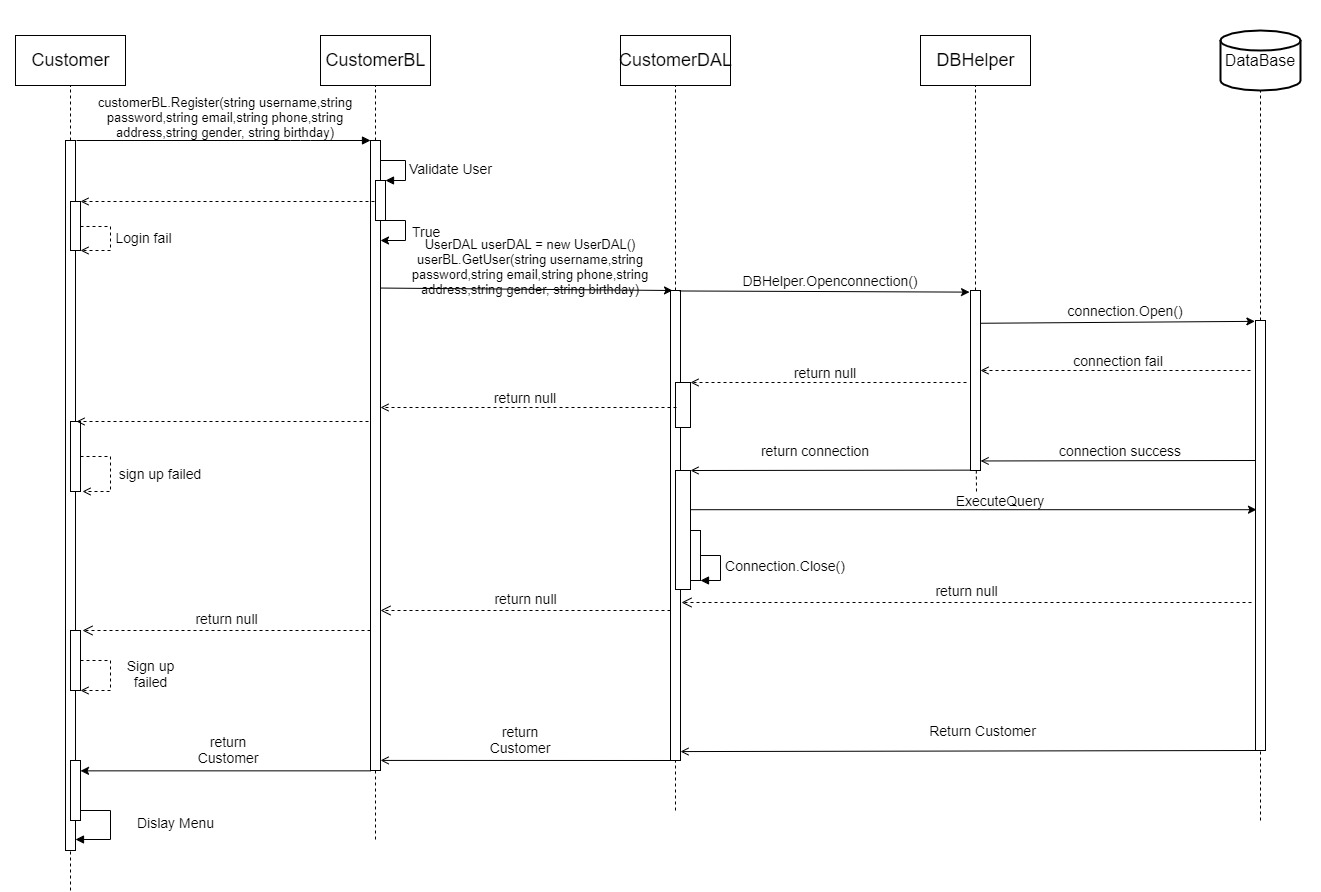 Customer
CustomerBL
CustomerDAL
DBHelper
DataBase
customerBL.Register(string username,string
password,string email,string phone,string
address,string gender, string birthday)
Validate User
True
Login fail
UserDAL userDAL = new UserDAL()
userBL.GetUser(string username,string
password,string email,string phone,string
address,string gender, string birthday)
DBHelper.Openconnection()
connection.Open()
connection fail
return null
return null
sign up failed
return connection
connection success
ExecuteQuery
Connection.Close()
return null
return null
return null
Sign up
failed
Return Customer
return
Customer
return
Customer
Dislay Menu